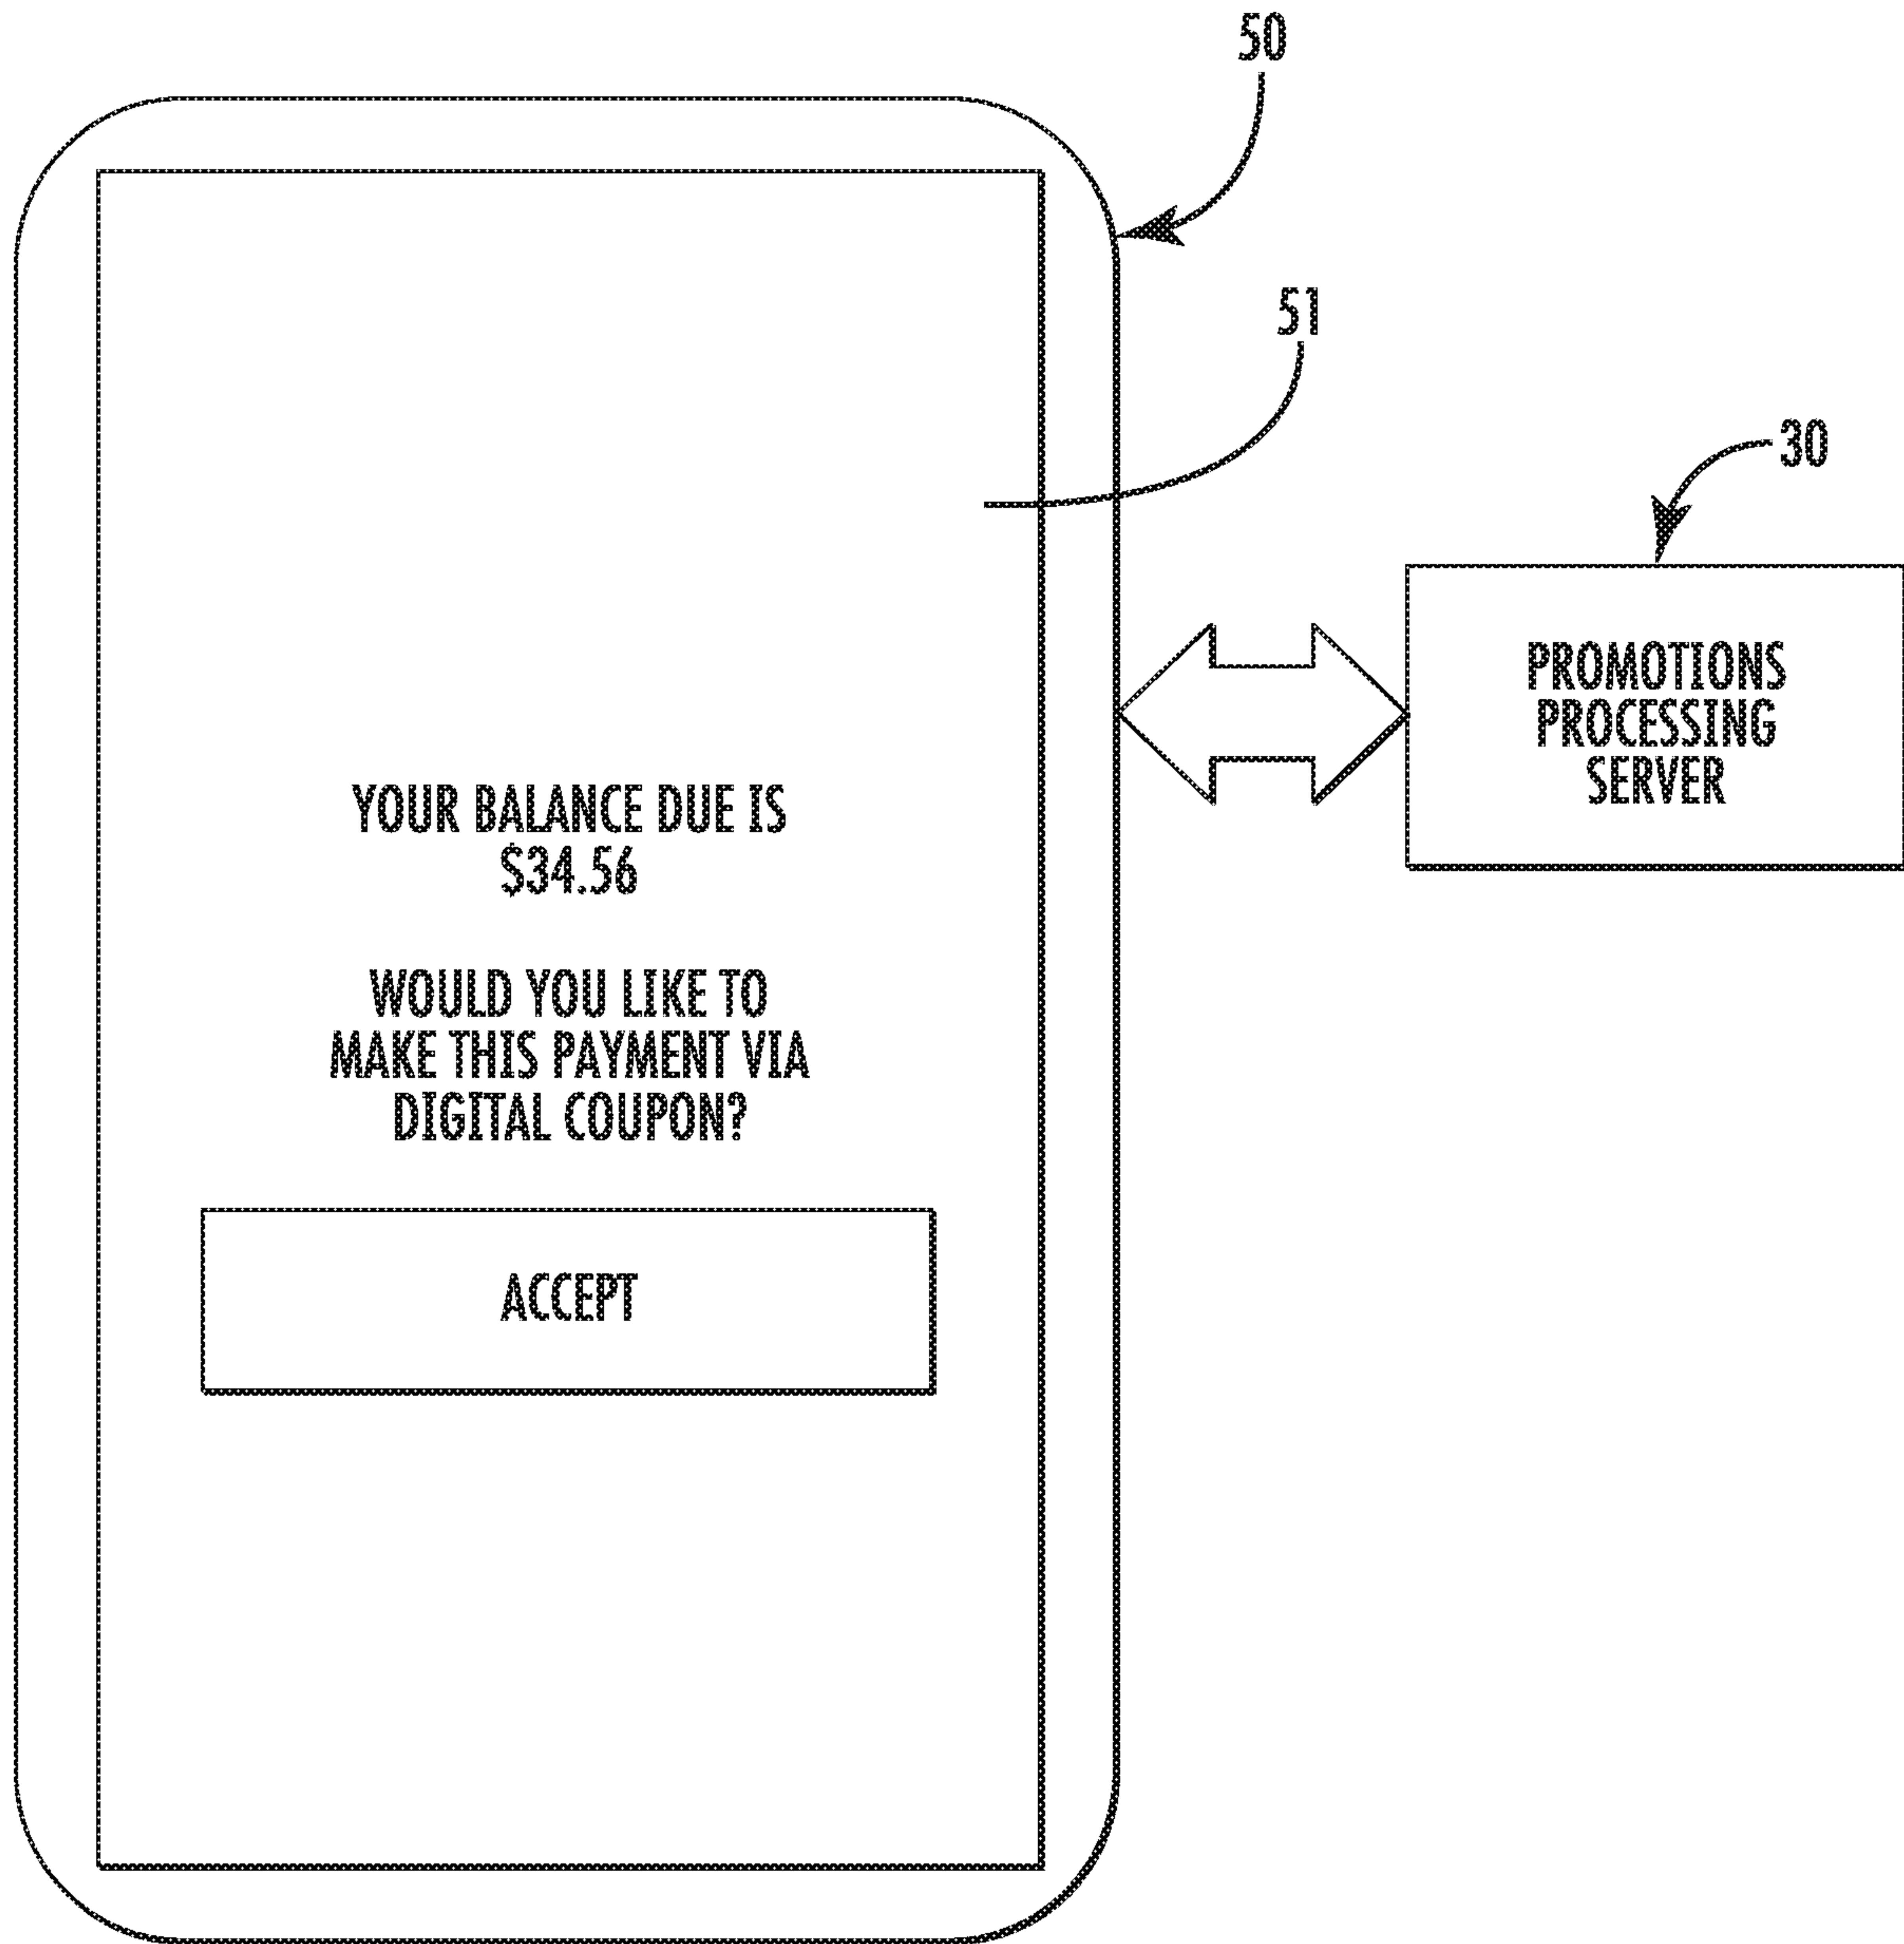 50
51
30
PROMOTIONS
PROCESSING
SERVER
YOUR BALANCE DUE IS
$34.56
WOULD YOU LIKE TO
MAKE THIS PAYMENT VIA
DIGITAL COUPON?
ACCEPT